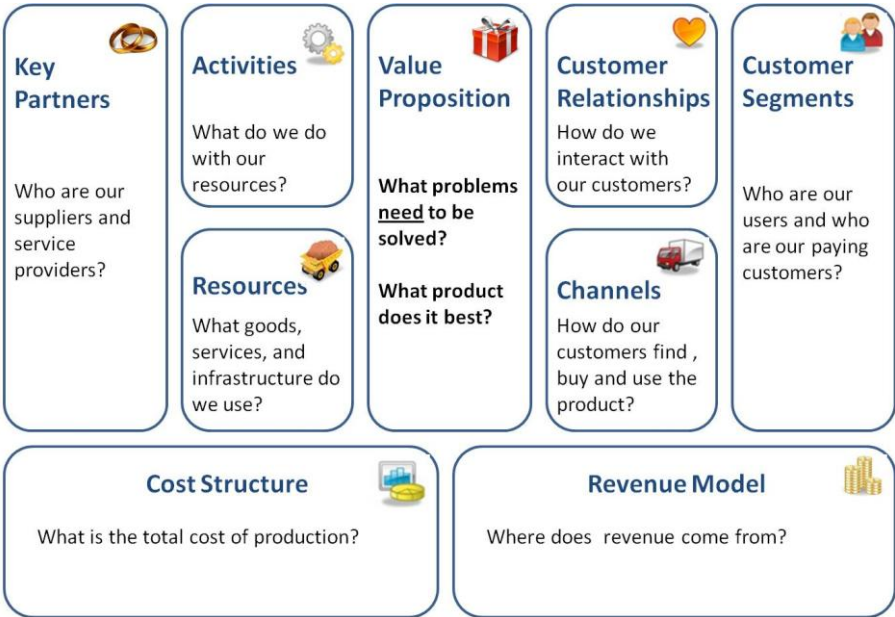 Key
Partners
Who are our
suppliers and
service
providers?
Activities
What do we do
with our
resources?
Resources
What goods,
services, and
infrastructure do
we use?
Value
Proposition
What problems
need to be
solved?
What product
does it best?
Customer
Relationships
How do we
interact with
our customers?
Channels
How do our
customers find ,
buy and use the
product?
Customer
Segments
Who are our
users and who
are our paying
customers?
Cost Structure
What is the total cost of production?
Revenue Model
Where does revenue come from?